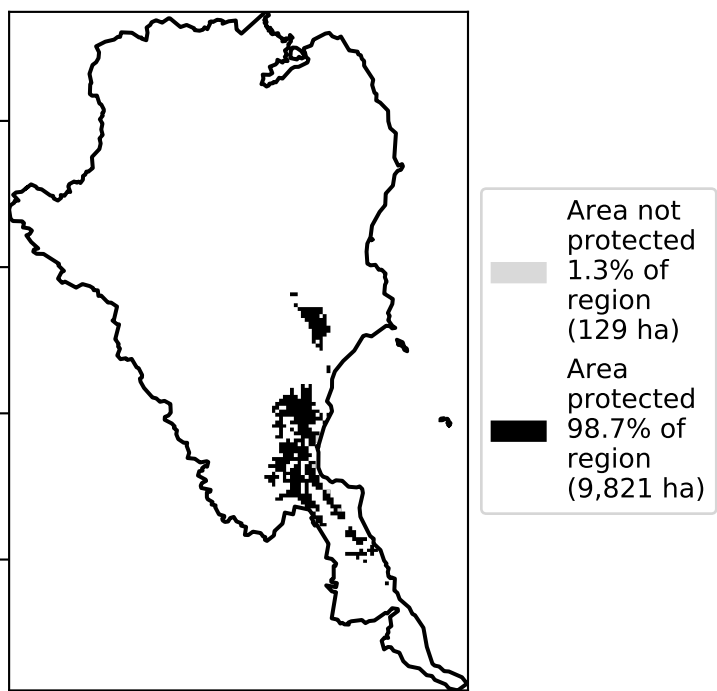 Area not
protected
1.3% of
region
(129 ha)
Area
protected
98.7% of
region
(9,821 ha)